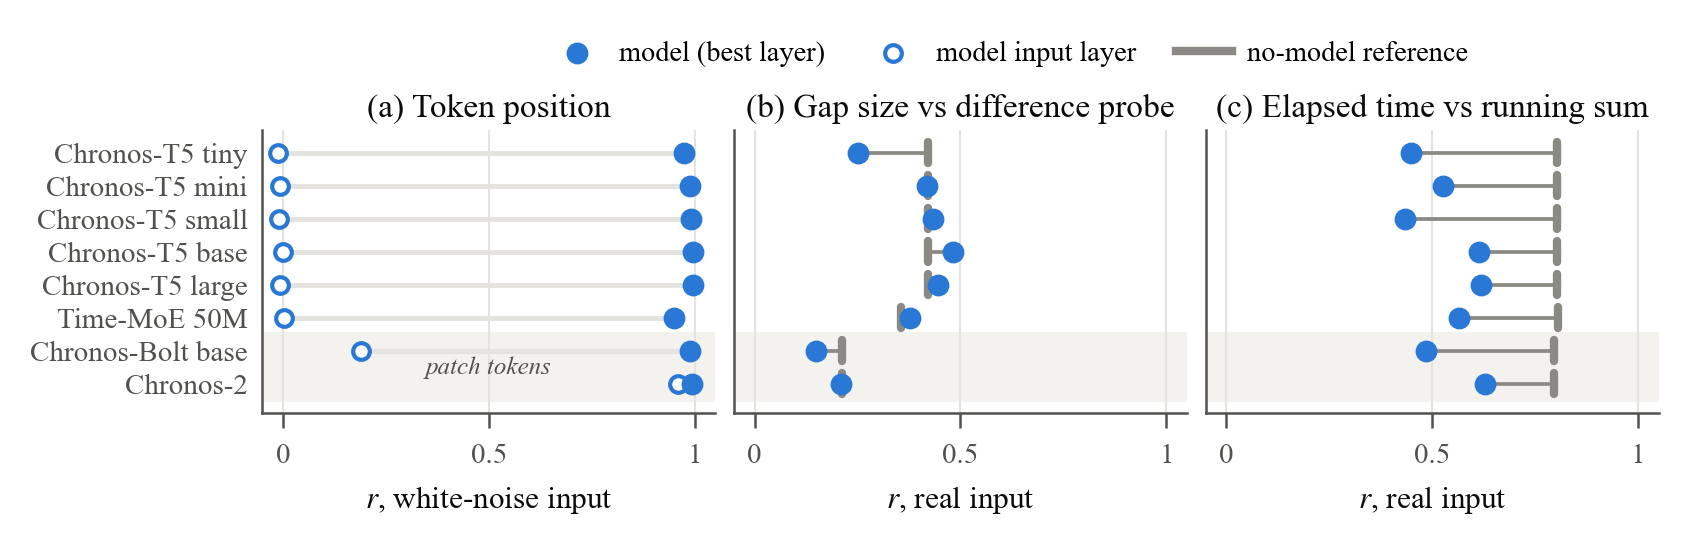 model (best layer) model input layer no-model reference
(a) Token position (b) Gap size vs difference probe (c) Elapsed time vs running sum
Chronos-T5 tiny
Chronos-T5 mini
Chronos-T5 small
Chronos-T5 base
Chronos-T5 large
Time-MoE 50M
Chronos-Bolt base
patch tokens
Chronos-2
0 0.5 1 0 0.5 1 0 0.5 1
r, white-noise input r, real input r, real input